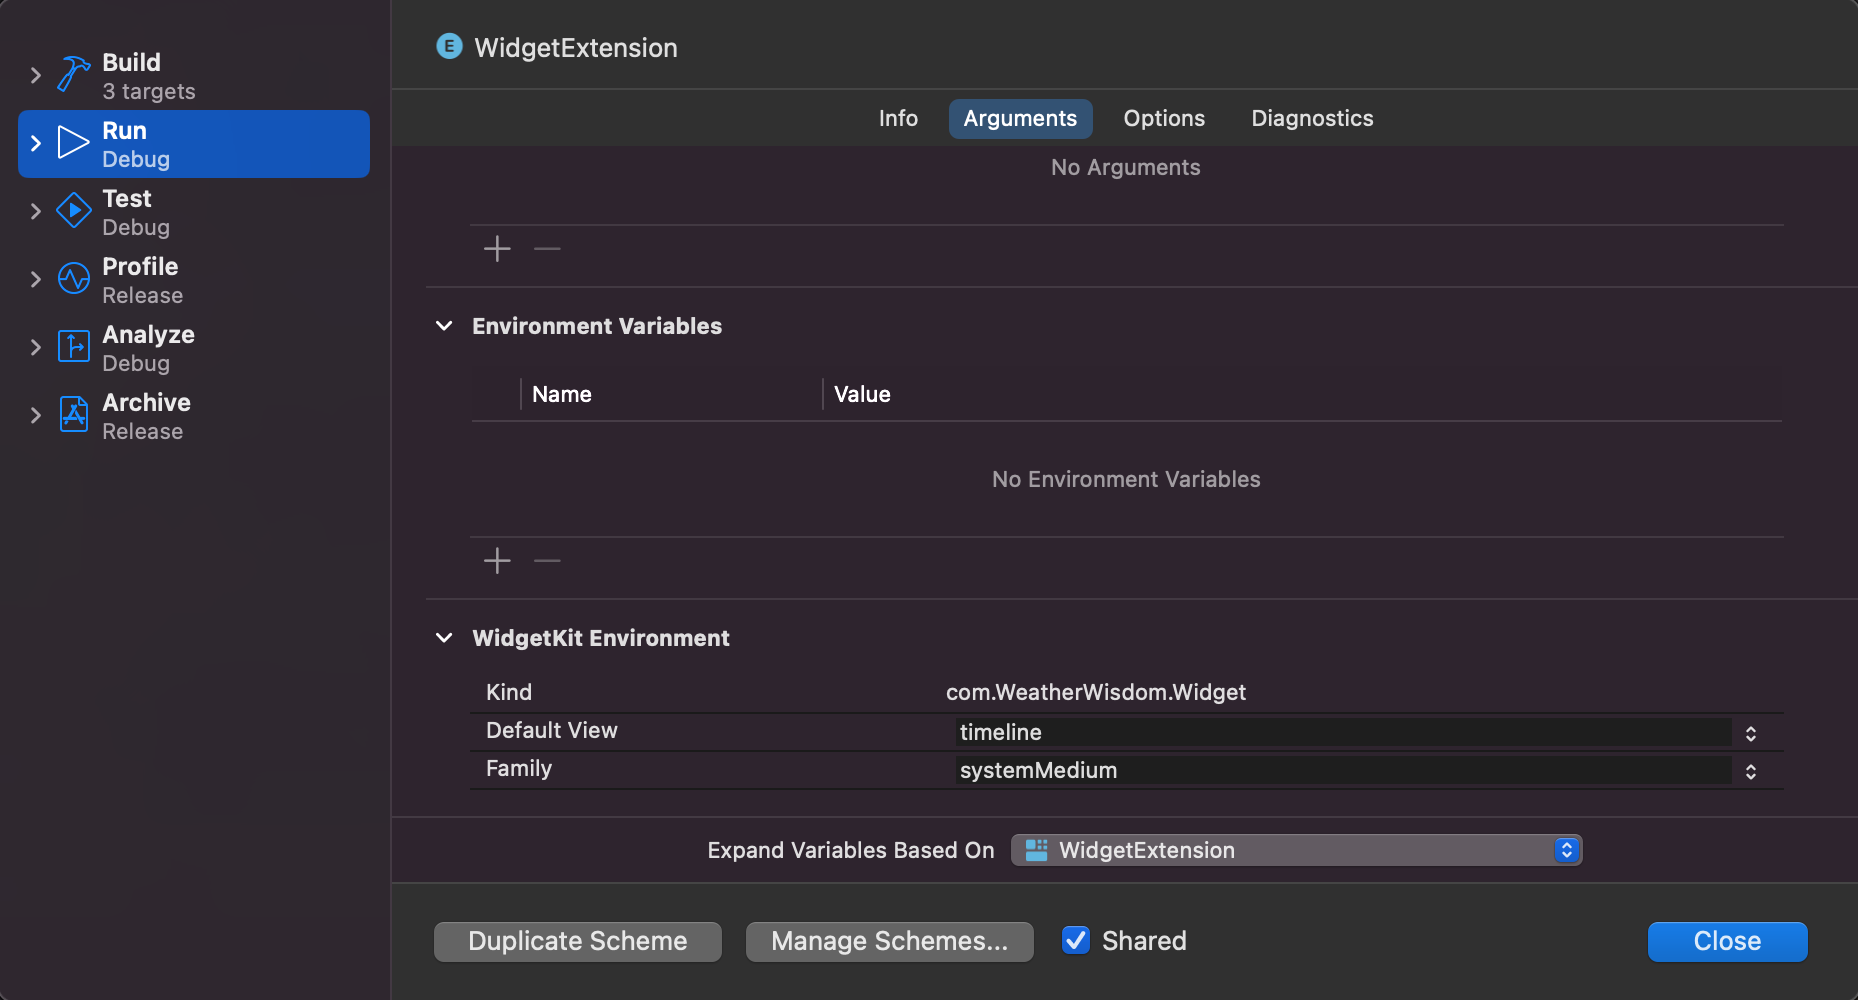 Build
3 targets
Run
Debug
Test
Debug
Profile
Release
Analyze
Debug
Archive
Release
E WidgetExtension
Info Arguments Options Diagnostics
No Arguments
Environment Variables
Name Value
No Environment Variables
WidgetKit Environment
Kind com.WeatherWisdom.Widget
Default View timeline
Family systemMedium
Expand Variables Based On WidgetExtension
Duplicate Scheme Manage Schemes... Shared Close